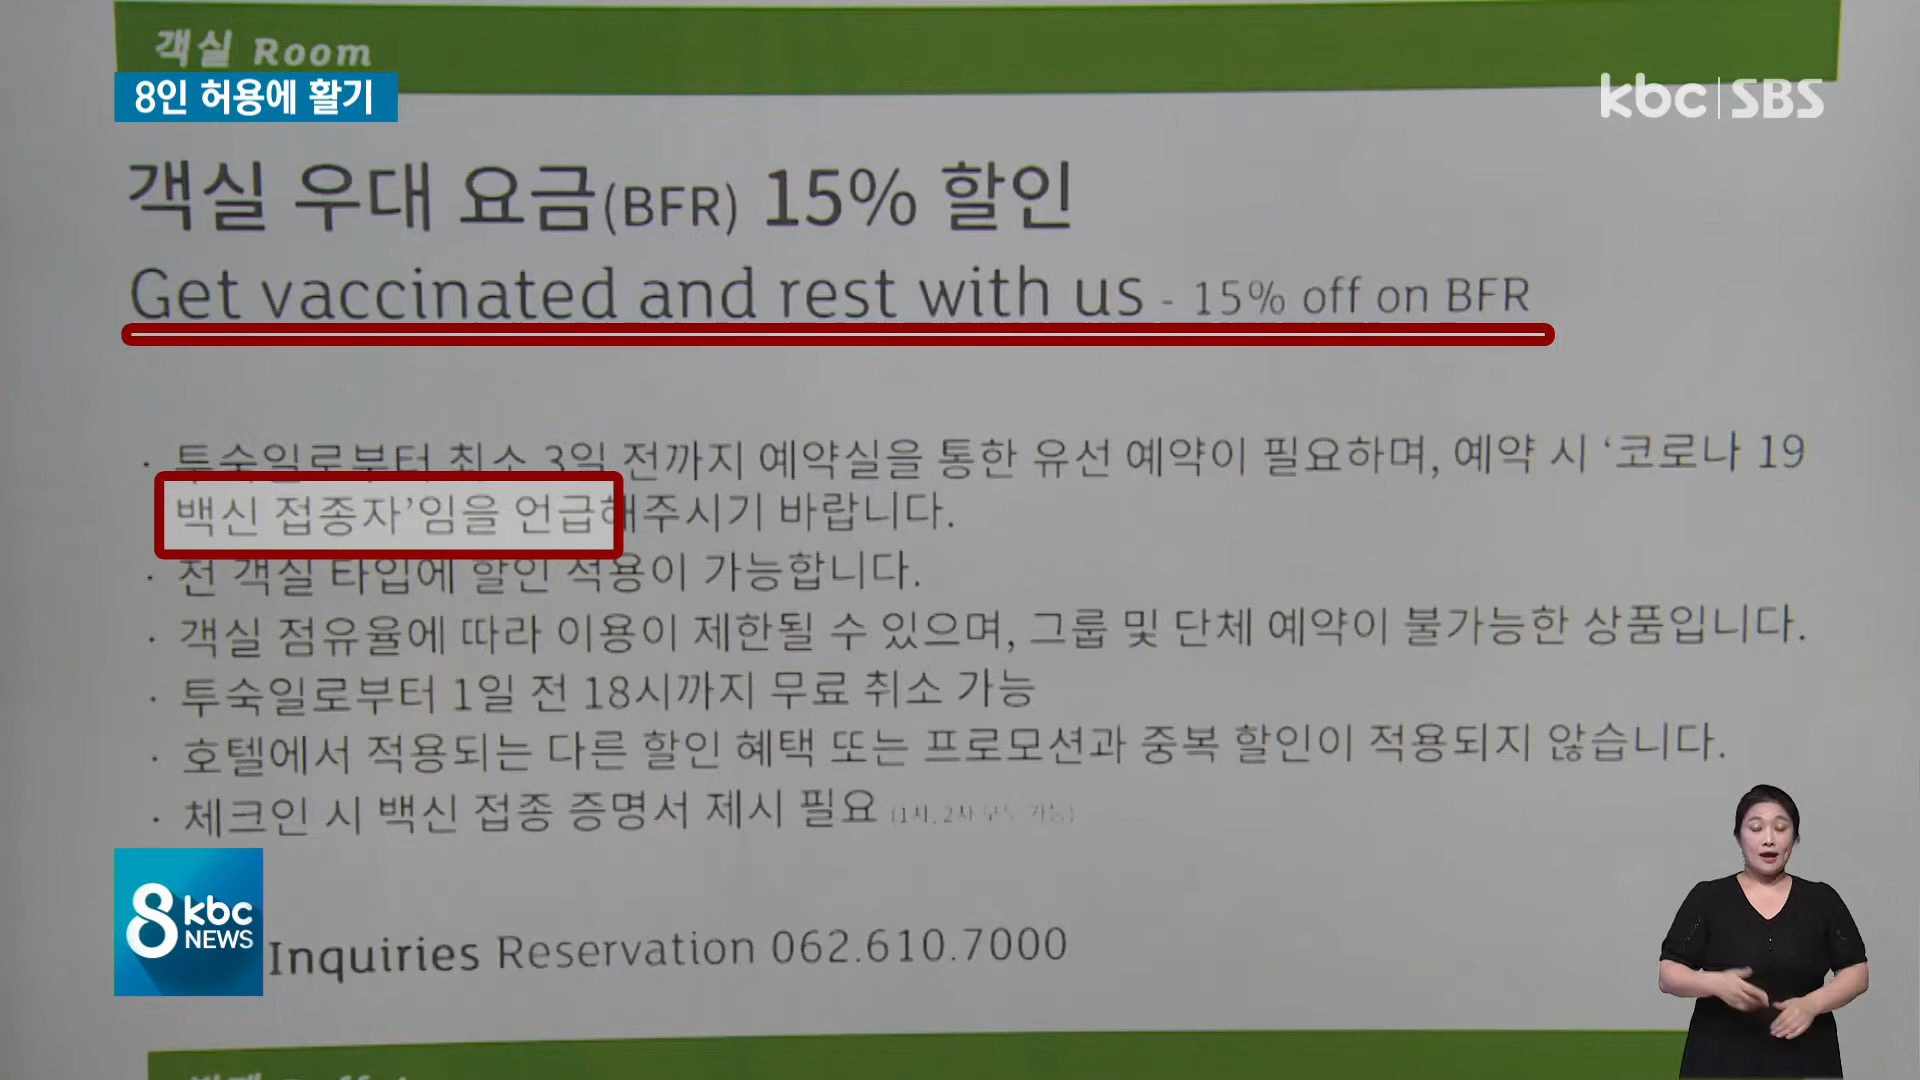 객실 Room
8인 허용에 활기
kbc SBS
객실 우대 요금(BFR) 15% 할인
Get vaccinated and rest with us - 15% off on BFR
· 투숙일로부터 최소 3일 전까지 예약실을 통한 유선 예약이 필요하며, 예약 시 ‘코로나 19
백신 접종자’임을 언급해주시기 바랍니다.
· 전 객실 타입에 할인 적용이 가능합니다.
· 객실 점유율에 따라 이용이 제한될 수 있으며, 그룹 및 단체 예약이 불가능한 상품입니다.
· 투숙일로부터 1일 전 18시까지 무료 취소 가능
· 호텔에서 적용되는 다른 할인 혜택 또는 프로모션과 중복 할인이 적용되지 않습니다.
· 체크인 시 백신 접종 증명서 제시 필요
8 kbc
NEWS
Inquiries Reservation 062.610.7000